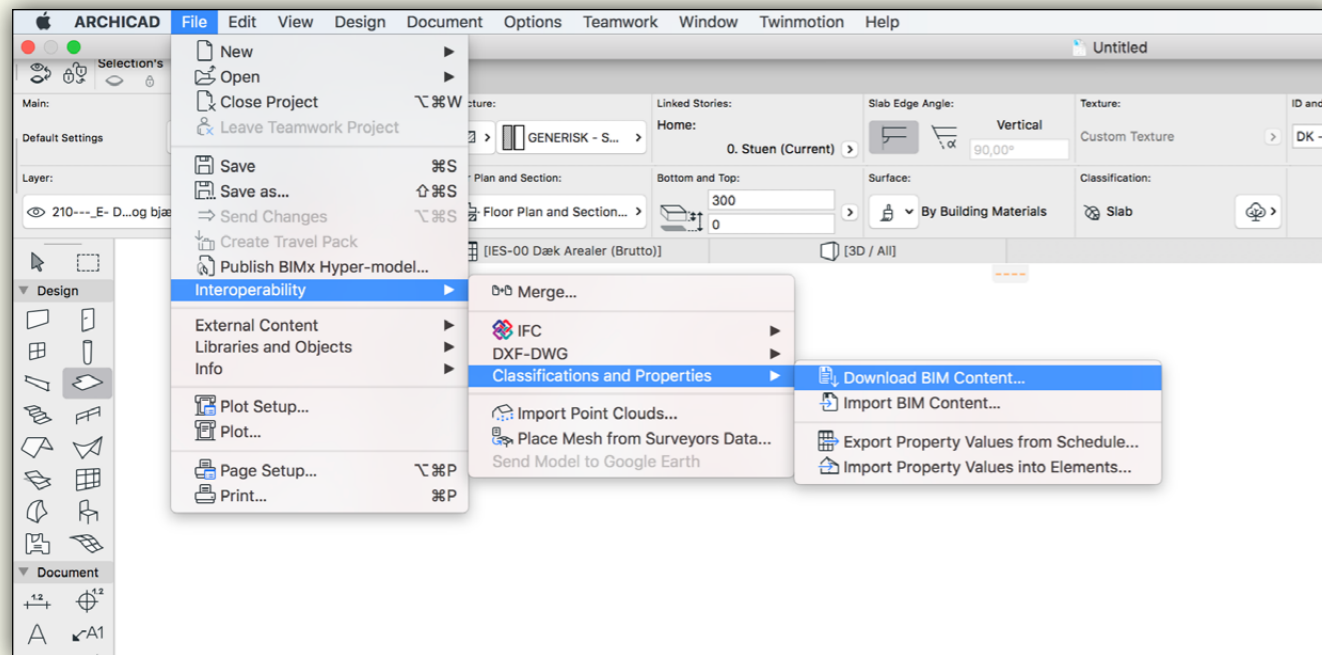 ARCHICAD File Edit View Design Document Options Teamwork Window Twinmotion Help
Untitled
Selection's
Main:
Default Settings
cture:
GENERISK - S...
Linked Stories:
Home:
0. Stuen (Current)
Slab Edge Angle:
Vertical
90,00°
Texture:
Custom Texture
ID and
DK -
Layer:
210---_E- D...og bjæ
Plan and Section:
Floor Plan and Section...
Bottom and Top:
300
0
Surface:
By Building Materials
Classification:
Slab
[IES-00 Dæk Arealer (Brutto)]
[3D / All]
New
Open
Close Project ⌥⌘W
Leave Teamwork Project
Save ⌘S
Save as... ⇧⌘S
Send Changes ⌥⌘S
Create Travel Pack
Publish BIMx Hyper-model...
Interoperability
External Content
Libraries and Objects
Info
Plot Setup...
Plot...
Page Setup... ⌥⌘P
Print... ⌘P
Merge...
IFC
DXF-DWG
Classifications and Properties
Import Point Clouds...
Place Mesh from Surveyors Data...
Send Model to Google Earth
Download BIM Content...
Import BIM Content...
Export Property Values from Schedule...
Import Property Values into Elements...
Design
Document
1.2 1.2
A A1